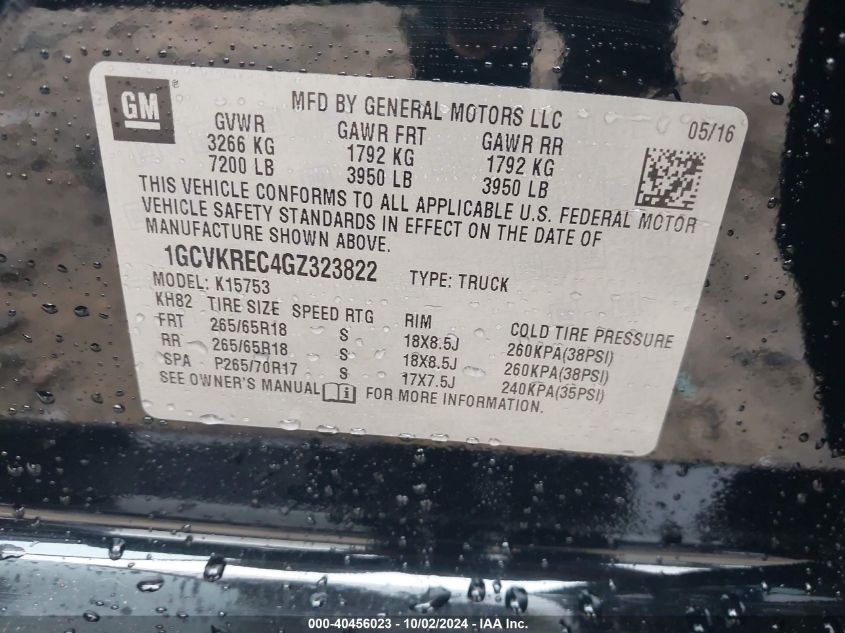 GM ®
MFD BY GENERAL MOTORS LLC 05/16
GVWR GAWR FRT GAWR RR
3266 KG 1792 KG 1792 KG
7200 LB 3950 LB 3950 LB
THIS VEHICLE CONFORMS TO ALL APPLICABLE U.S. FEDERAL MOTOR
VEHICLE SAFETY STANDARDS IN EFFECT ON THE DATE OF
MANUFACTURE SHOWN ABOVE.
1GCVKREC4GZ323822 TYPE: TRUCK
MODEL: K15753
KH82 TIRE SIZE SPEED RTG RIM COLD TIRE PRESSURE
FRT 265/65R18 S 18X8.5J 260KPA(38PSI)
RR 265/65R18 S 18X8.5J 260KPA(38PSI)
SPA P265/70R17 S 17X7.5J 240KPA(35PSI)
SEE OWNER'S MANUAL FOR MORE INFORMATION.
000-40456023 - 10/02/2024 - IAA Inc.